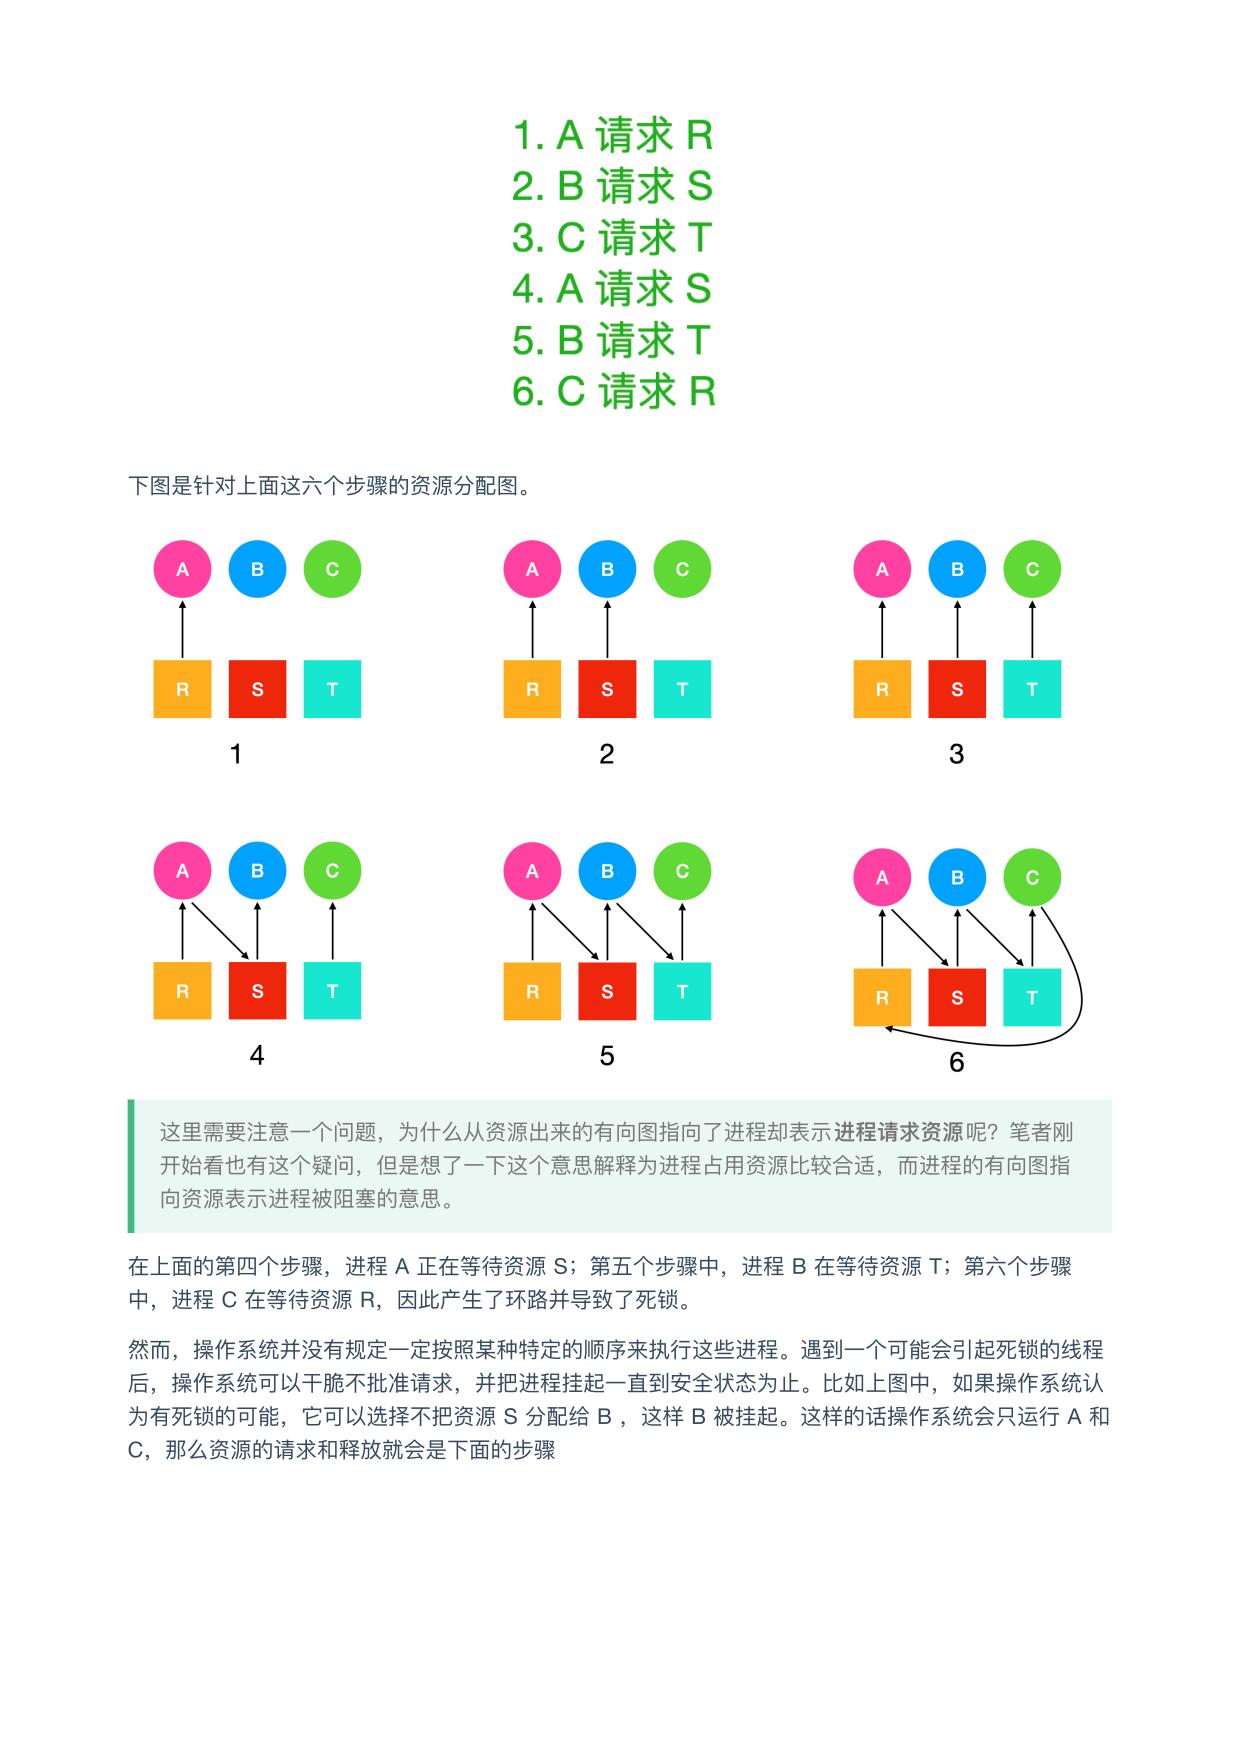 1. A 请求 R
2. B 请求 S
3. C 请求 T
4. A 请求 S
5. B 请求 T
6. C 请求 R
下图是针对上面这六个步骤的资源分配图。
A B C
R S T
1
A B C
R S T
2
A B C
R S T
3
A B C
R S T
4
A B C
R S T
5
A B C
R S T
6
这里需要注意一个问题，为什么从资源出来的有向图指向了进程却表示进程请求资源呢？笔者刚
开始看也有这个疑问，但是想了一下这个意思解释为进程占用资源比较合适，而进程的有向图指
向资源表示进程被阻塞的意思。
在上面的第四个步骤，进程 A 正在等待资源 S；第五个步骤中，进程 B 在等待资源 T；第六个步骤
中，进程 C 在等待资源 R，因此产生了环路并导致了死锁。
然而，操作系统并没有规定一定按照某种特定的顺序来执行这些进程。遇到一个可能会引起死锁的线程
后，操作系统可以干脆不批准请求，并把进程挂起一直到安全状态为止。比如上图中，如果操作系统认
为有死锁的可能，它可以选择不把资源 S 分配给 B ，这样 B 被挂起。这样的话操作系统会只运行 A 和
C，那么资源的请求和释放就会是下面的步骤